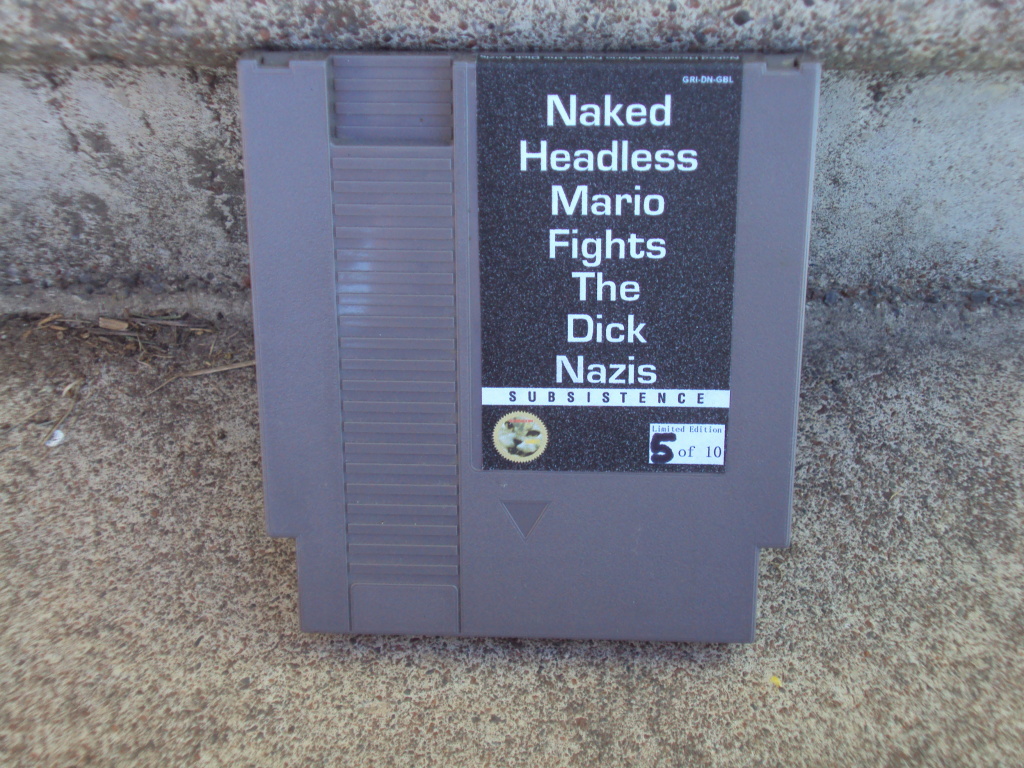 GRI-DN-GBL
Naked
Headless
Mario
Fights
The
Dick
Nazis
SUBSISTENCE
Limited Edition
5 of 10